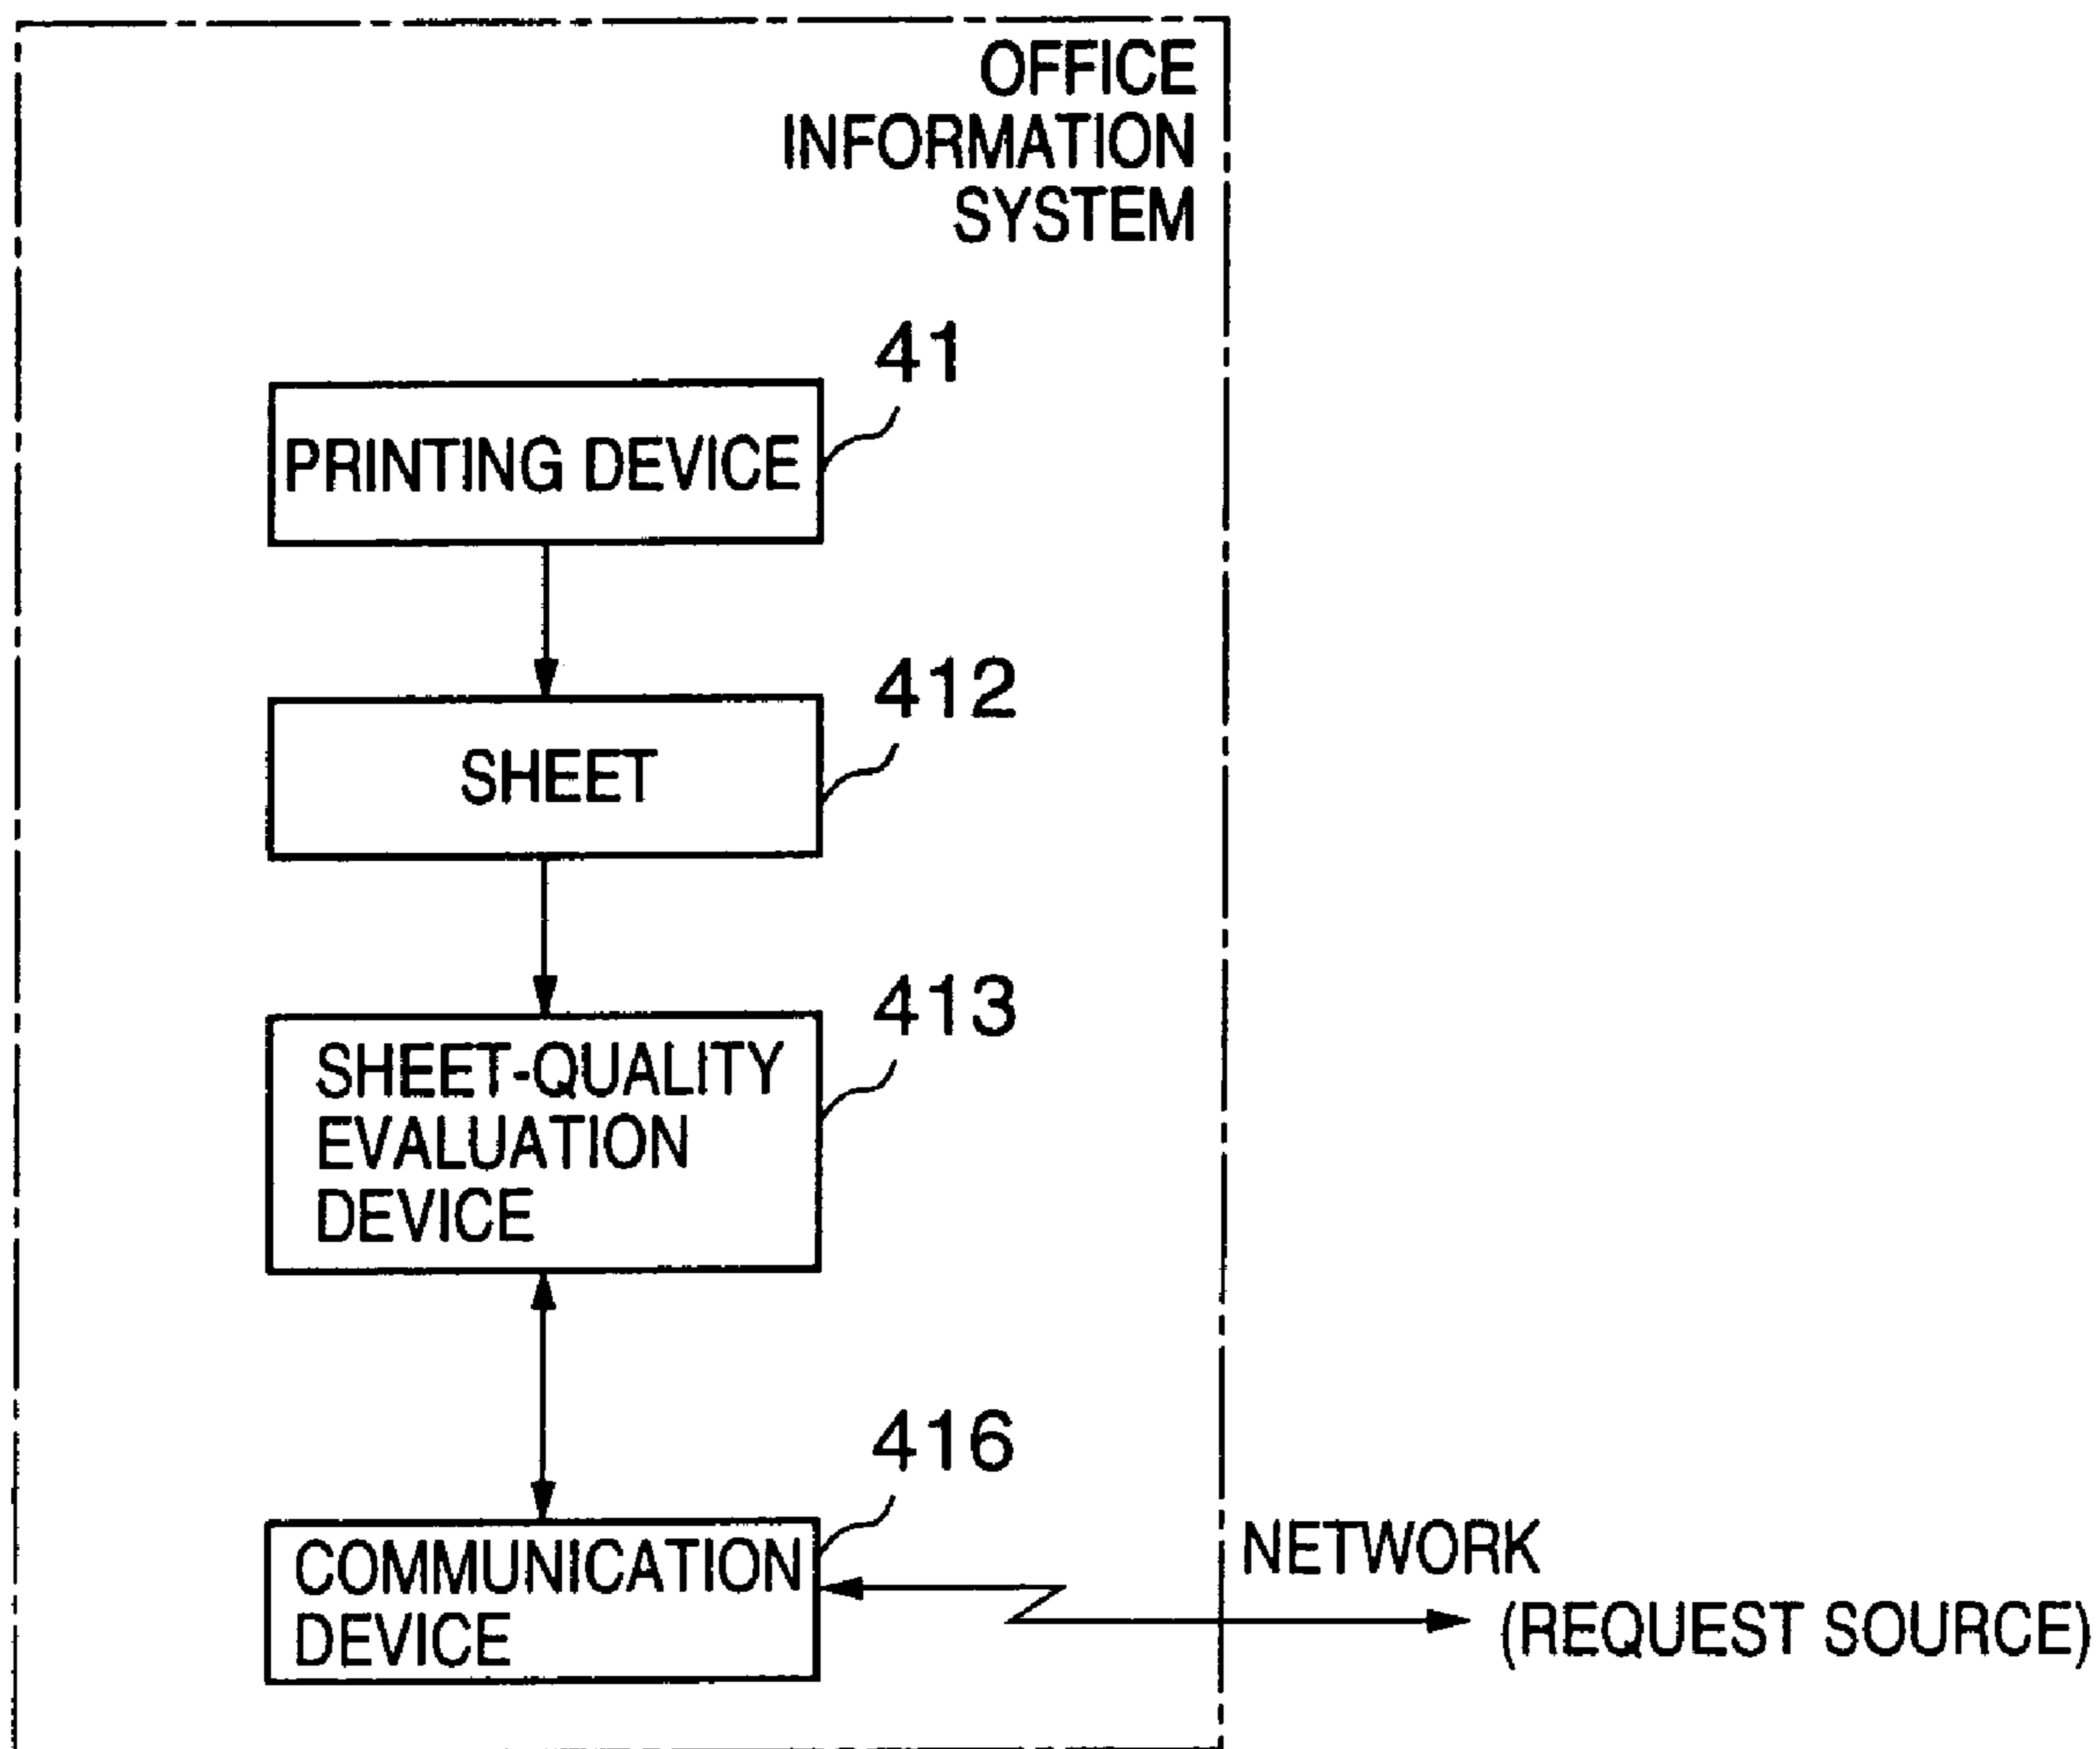 OFFICE
INFORMATION
SYSTEM
41
PRINTING DEVICE
412
SHEET
413
SHEET-QUALITY
EVALUATION
DEVICE
416
COMMUNICATION
DEVICE
NETWORK
(REQUEST SOURCE)